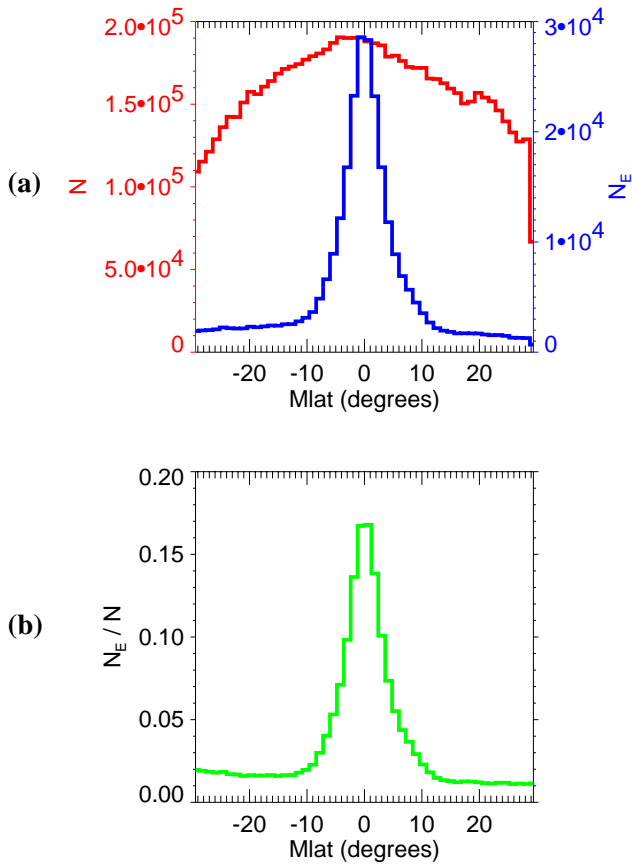 (a)
N
2.0•10^5
1.5•10^5
1.0•10^5
5.0•10^4
0
3•10^4
2•10^4
1•10^4
0
N_E
-20 -10 0 10 20
Mlat (degrees)
(b)
N_E / N
0.20
0.15
0.10
0.05
0.00
-20 -10 0 10 20
Mlat (degrees)